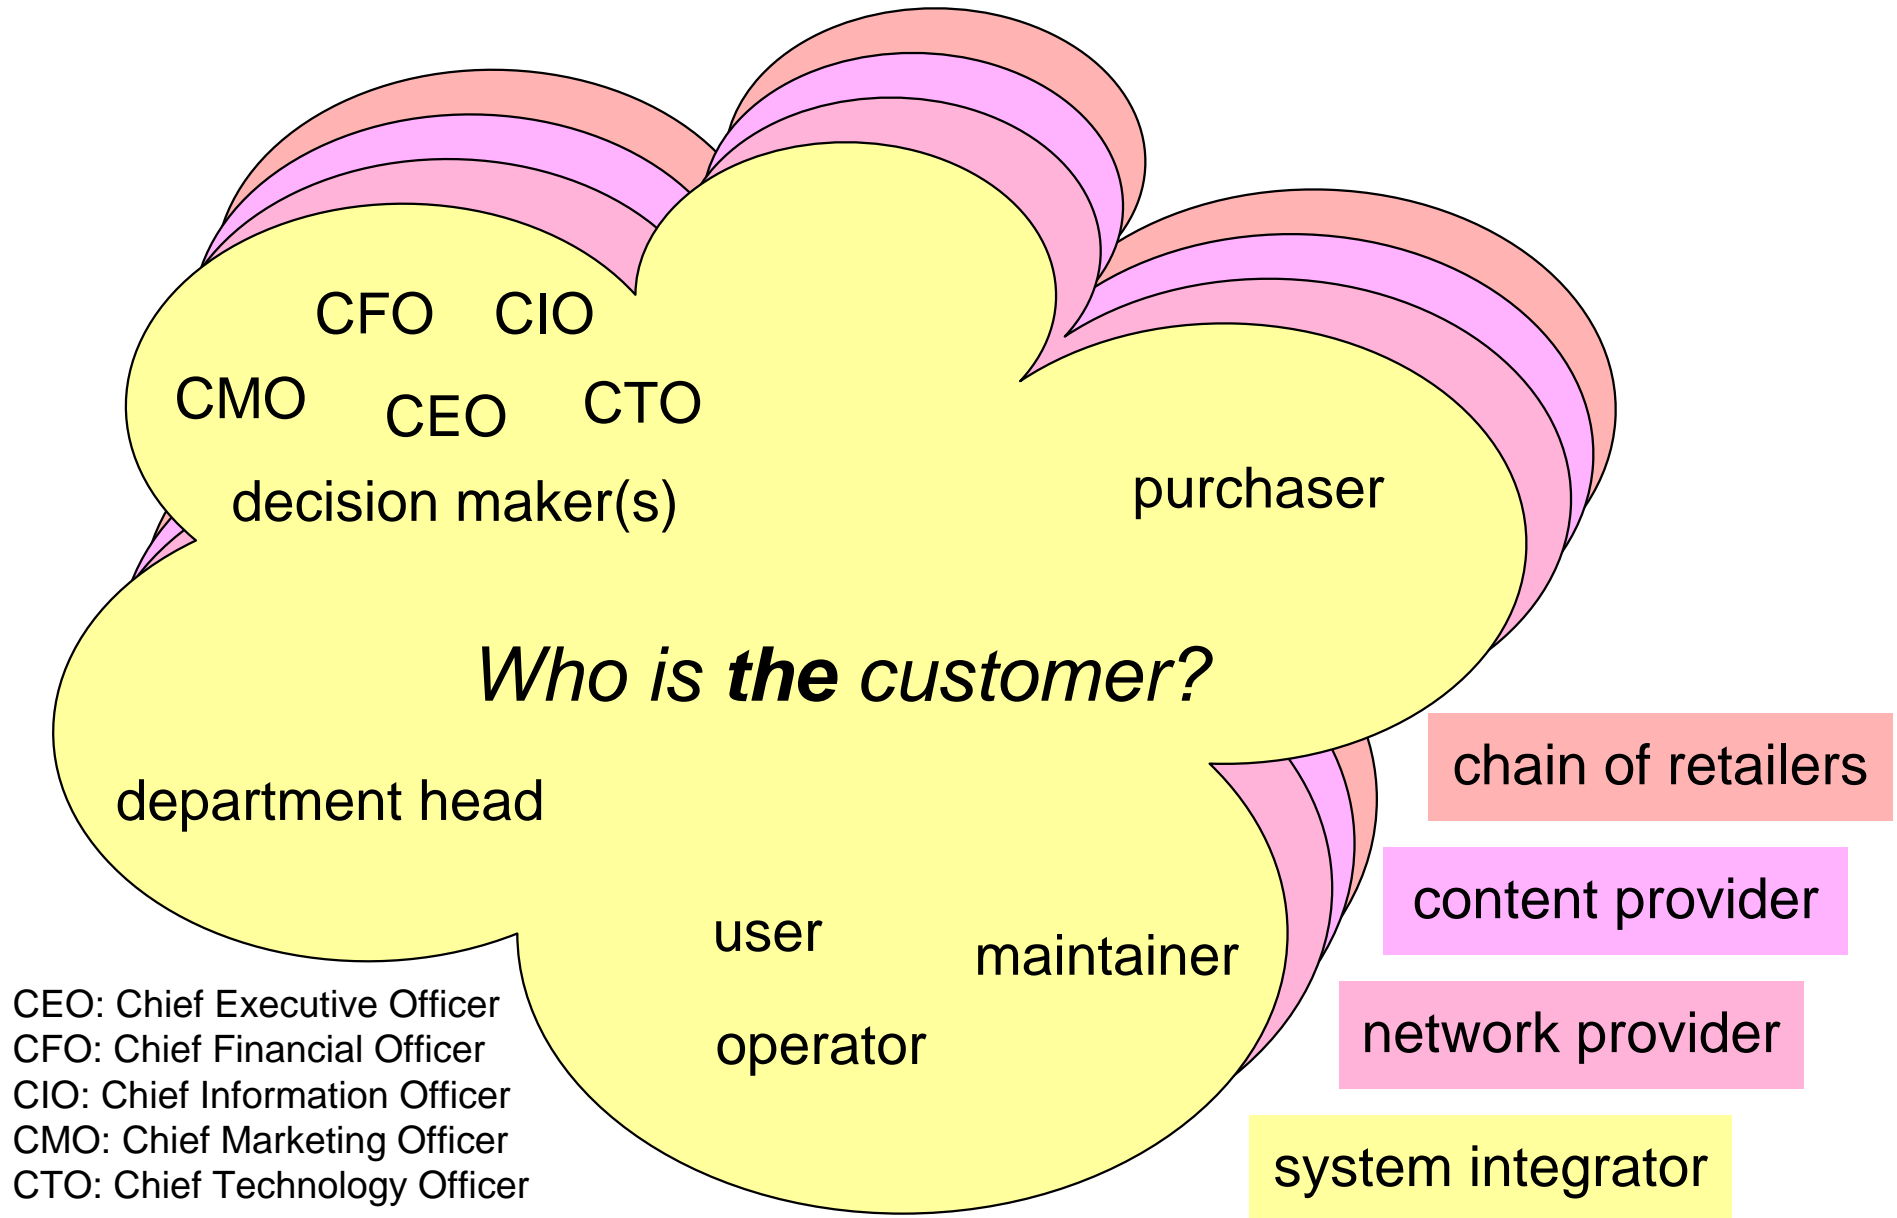 CFO CIO
CMO CEO CTO
decision maker(s)
purchaser
Who is the customer?
department head
user
maintainer
operator
chain of retailers
content provider
network provider
system integrator
CEO: Chief Executive Officer
CFO: Chief Financial Officer
CIO: Chief Information Officer
CMO: Chief Marketing Officer
CTO: Chief Technology Officer